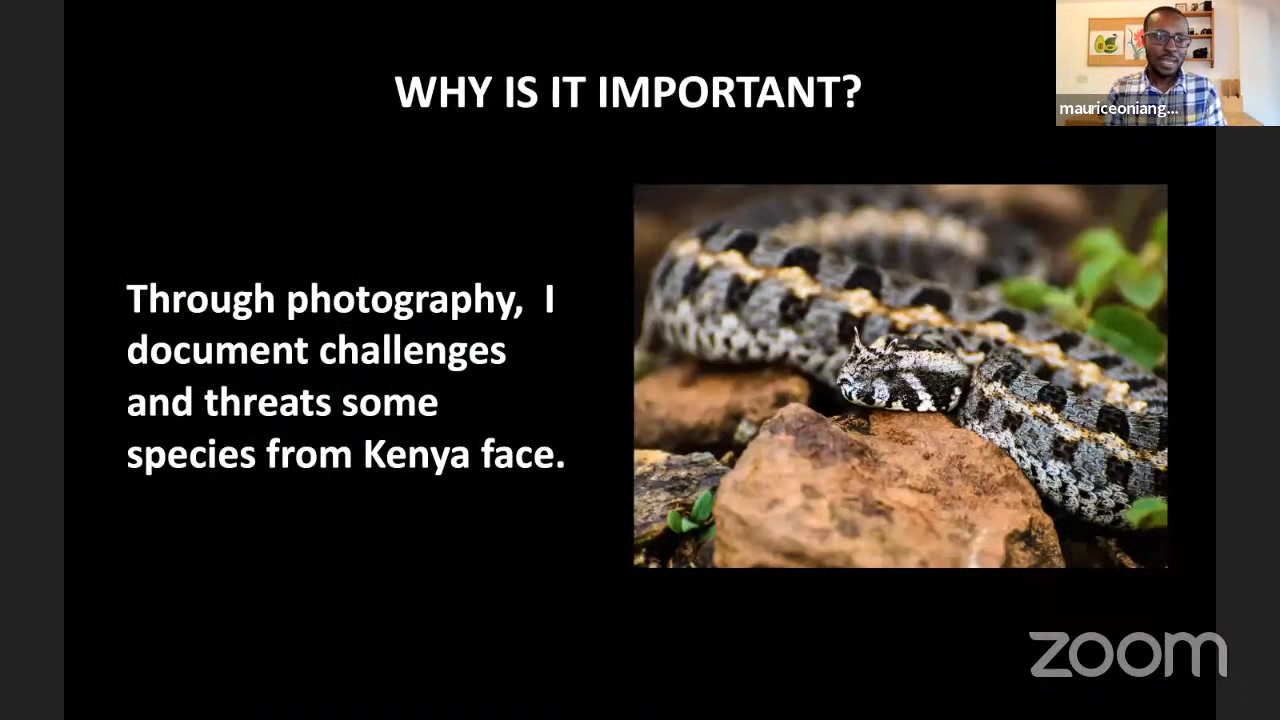 WHY IS IT IMPORTANT?
mauriceoniang...
Through photography,  I
document challenges
and threats some
species from Kenya face.
zoom